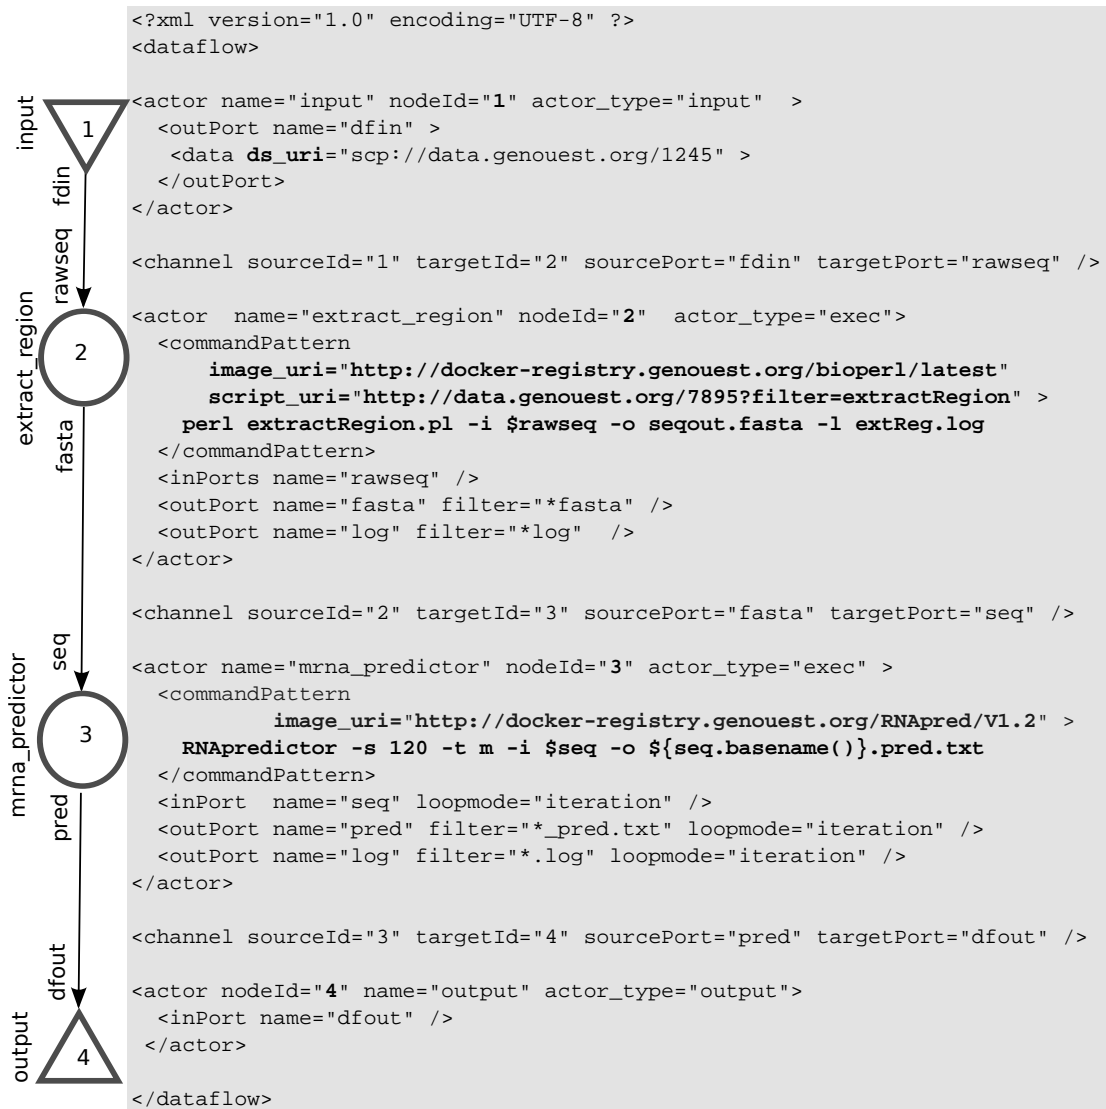 <?xml version="1.0" encoding="UTF-8" ?>
<dataflow>
<actor name="input" nodeId="1" actor_type="input"  >
<outPort name="dfin" >
<data ds_uri="scp://data.genouest.org/1245" >
</outPort>
</actor>
<channel sourceId="1" targetId="2" sourcePort="fdin" targetPort="rawseq" />
<actor  name="extract_region" nodeId="2"  actor_type="exec">
<commandPattern
image_uri="http://docker-registry.genouest.org/bioperl/latest"
script_uri="http://data.genouest.org/7895?filter=extractRegion" >
perl extractRegion.pl -i $rawseq -o seqout.fasta -l extReg.log
</commandPattern>
<inPorts name="rawseq" />
<outPort name="fasta" filter="*fasta" />
<outPort name="log" filter="*log"  />
</actor>
<channel sourceId="2" targetId="3" sourcePort="fasta" targetPort="seq" />
<actor name="mrna_predictor" nodeId="3" actor_type="exec" >
<commandPattern
image_uri="http://docker-registry.genouest.org/RNApred/V1.2" >
RNApredictor -s 120 -t m -i $seq -o ${seq.basename()}.pred.txt
</commandPattern>
<inPort  name="seq" loopmode="iteration" />
<outPort name="pred" filter="*_pred.txt" loopmode="iteration" />
<outPort name="log" filter="*.log" loopmode="iteration" />
</actor>
<channel sourceId="3" targetId="4" sourcePort="pred" targetPort="dfout" />
<actor nodeId="4" name="output" actor_type="output">
<inPort name="dfout" />
</actor>
</dataflow>
input
1
fdin
rawseq
extract_region
2
fasta
seq
mrna_predictor
3
pred
dfout
output
4